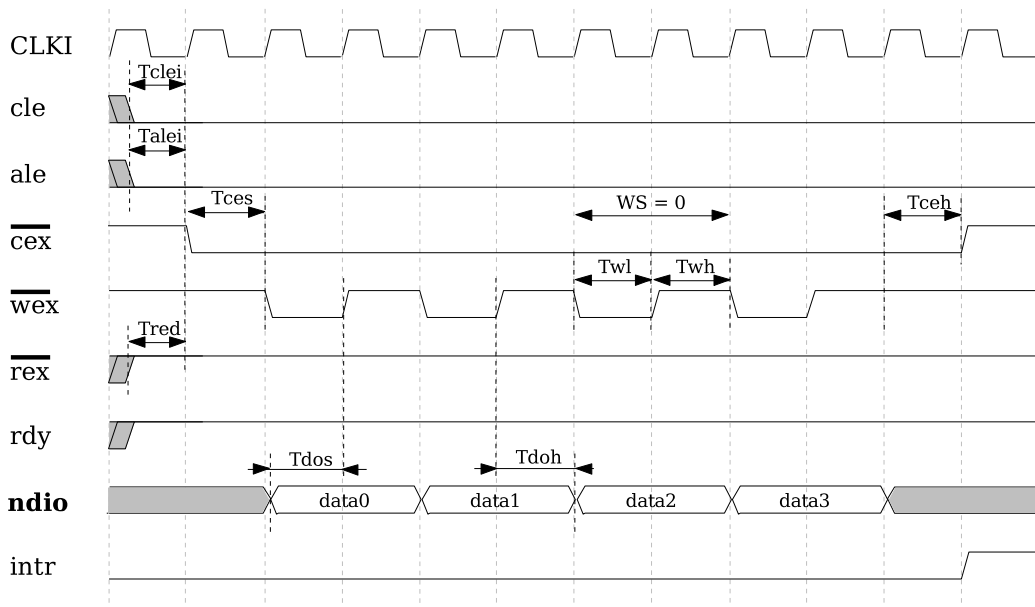 CLKI
Tclei
cle
Talei
ale
Tces
WS = 0
Tceh
cex
Twl
Twh
wex
Tred
rex
rdy
Tdos
Tdoh
ndio
data0
data1
data2
data3
intr